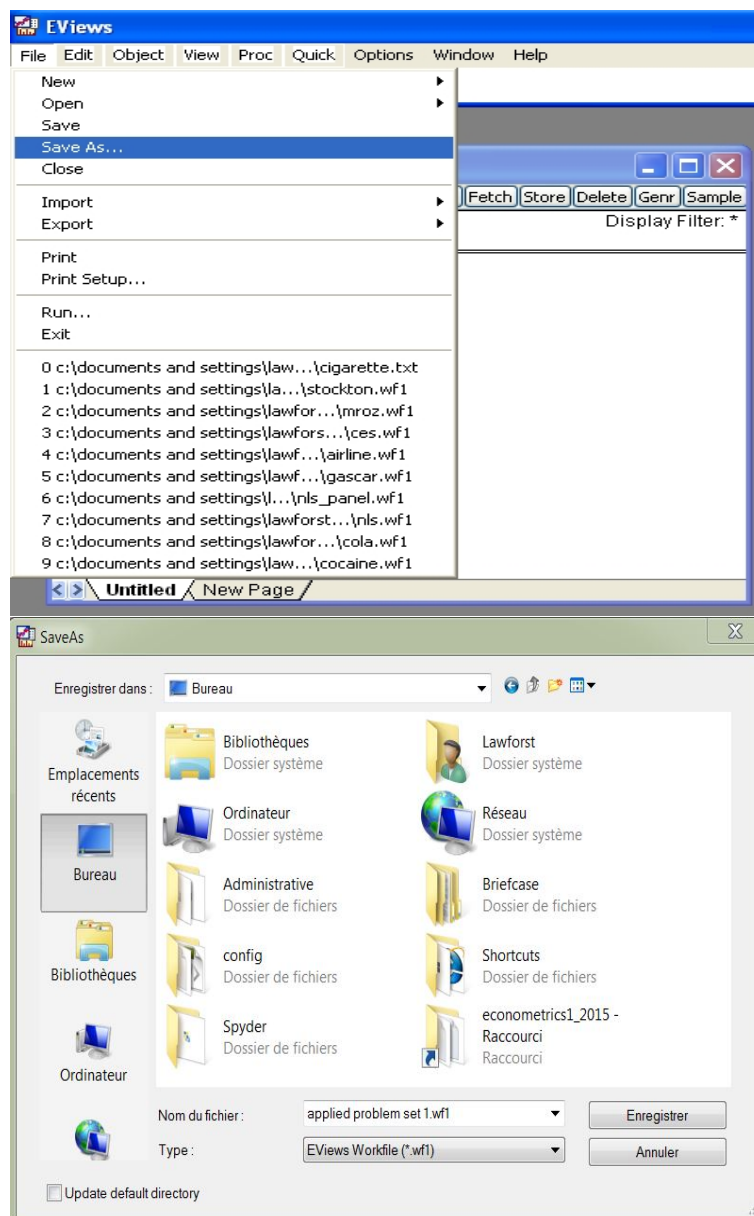 EViews
File Edit Object View Proc Quick Options Window Help
New
Open
Save
Save As...
Close
Import
Export
Print
Print Setup...
Run...
Exit
0 c:\documents and settings\law...\cigarette.txt
1 c:\documents and settings\la...\stockton.wf1
2 c:\documents and settings\lawfor...\mroz.wf1
3 c:\documents and settings\lawfors...\ces.wf1
4 c:\documents and settings\lawf...\airline.wf1
5 c:\documents and settings\lawf...\gascar.wf1
6 c:\documents and settings\l...\nls_panel.wf1
7 c:\documents and settings\lawforst...\nls.wf1
8 c:\documents and settings\lawfor...\cola.wf1
9 c:\documents and settings\law...\cocaine.wf1
Fetch Store Delete Genr Sample
Display Filter: *
Untitled New Page
SaveAs
Enregistrer dans : Bureau
Emplacements
récents
Bureau
Bibliothèques
Ordinateur
Bibliothèques
Dossier système
Lawforst
Dossier système
Ordinateur
Dossier système
Réseau
Dossier système
Administrative
Dossier de fichiers
Briefcase
Dossier de fichiers
config
Dossier de fichiers
Shortcuts
Dossier de fichiers
Spyder
Dossier de fichiers
econometrics1_2015 -
Raccourci
Raccourci
Nom du fichier : applied problem set 1.wf1 Enregistrer
Type : EViews Workfile (*.wf1) Annuler
Update default directory